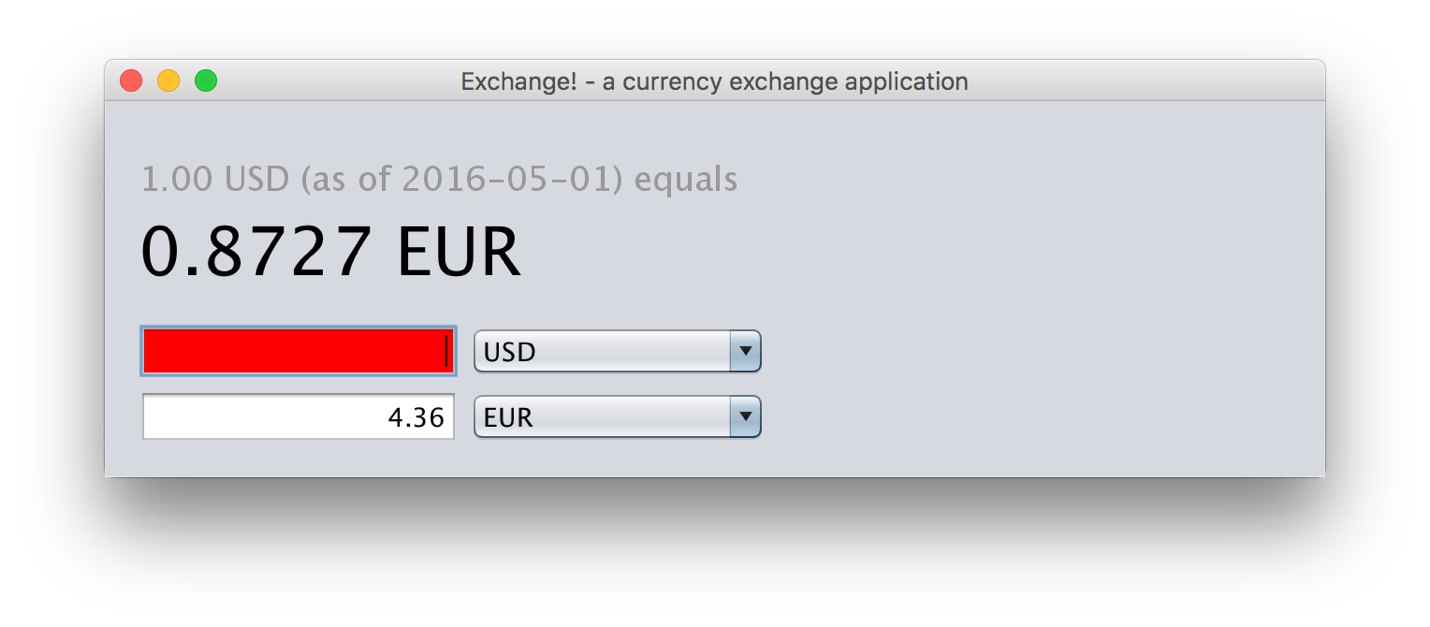 Exchange! - a currency exchange application
1.00 USD (as of 2016-05-01) equals
0.8727 EUR
USD
4.36 EUR